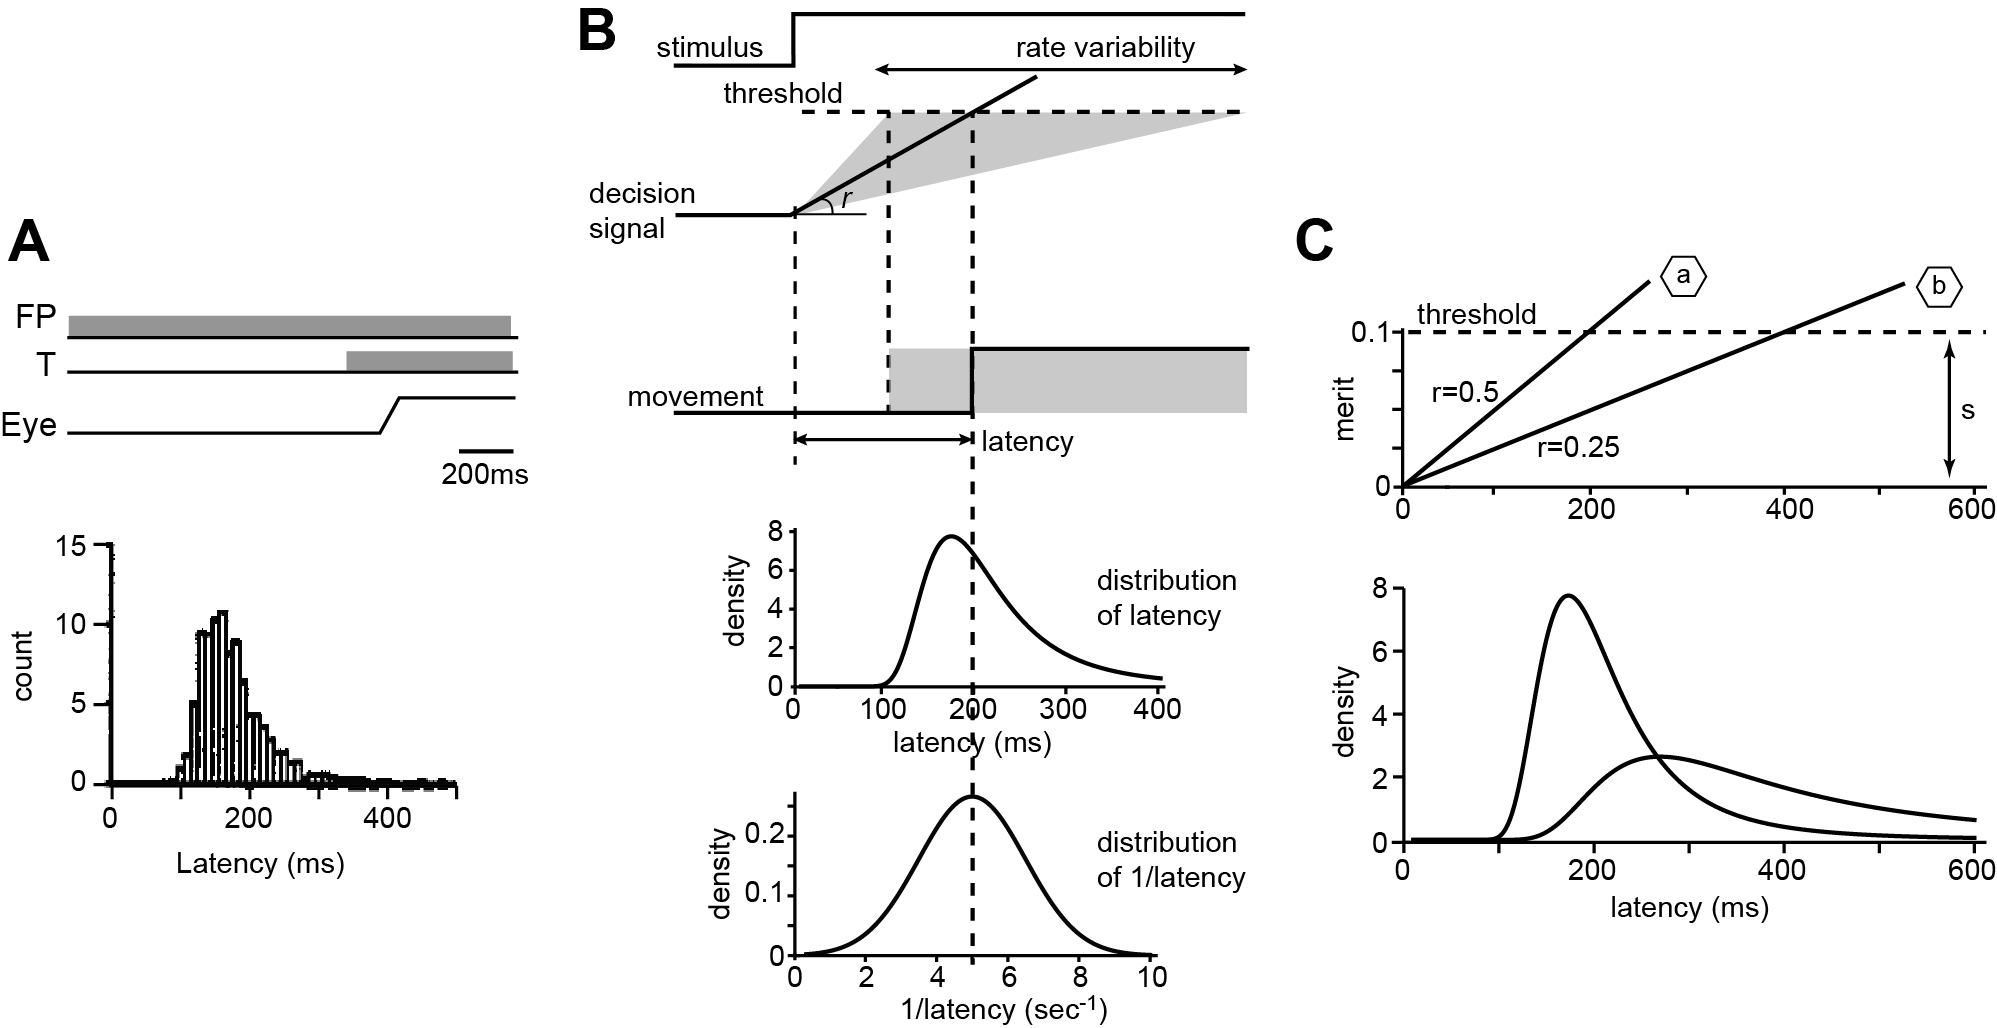 A
FP
T
Eye
200ms
15
10
5
0
count
0
200
400
Latency (ms)
B
stimulus
rate variability
threshold
decision
signal
r
movement
latency
8
6
4
2
0
density
distribution
of latency
0
100
200
300
400
latency (ms)
0.2
0.1
0
density
distribution
of 1/latency
0
2
4
6
8
10
1/latency (sec-1)
C
a
b
threshold
0.1
0
merit
r=0.5
r=0.25
s
0
200
400
600
8
6
4
2
0
density
0
200
400
600
latency (ms)